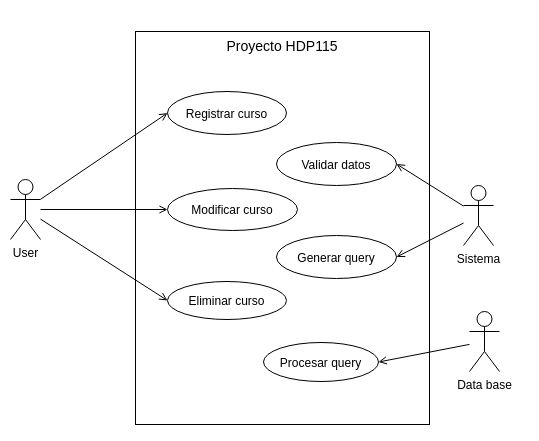 Proyecto HDP115
Registrar curso
Validar datos
Modificar curso
User
Sistema
Generar query
Eliminar curso
Procesar query
Data base